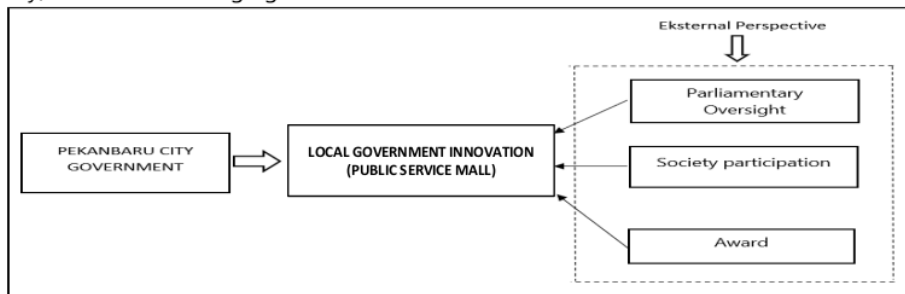 Eksternal Perspective
Parliamentary
Oversight
PEKANBARU CITY
GOVERNMENT
LOCAL GOVERNMENT INNOVATION
(PUBLIC SERVICE MALL)
Society participation
Award